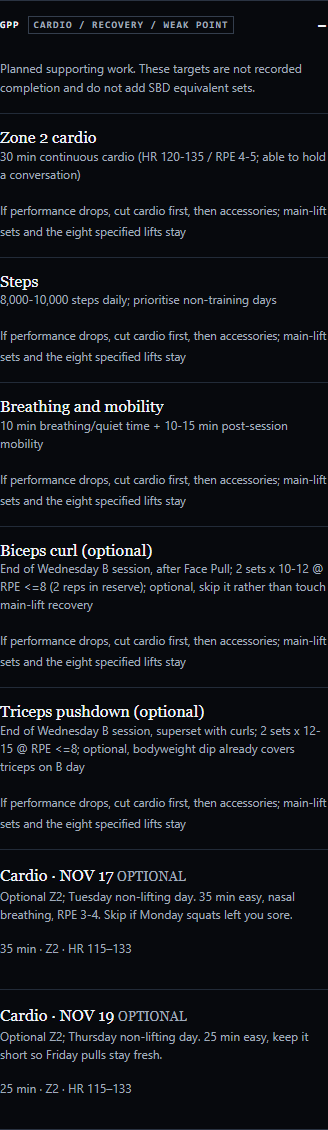 GPP CARDIO / RECOVERY / WEAK POINT –
Planned supporting work. These targets are not recorded
completion and do not add SBD equivalent sets.
Zone 2 cardio
30 min continuous cardio (HR 120-135 / RPE 4-5; able to hold
a conversation)
If performance drops, cut cardio first, then accessories; main-lift
sets and the eight specified lifts stay
Steps
8,000-10,000 steps daily; prioritise non-training days
If performance drops, cut cardio first, then accessories; main-lift
sets and the eight specified lifts stay
Breathing and mobility
10 min breathing/quiet time + 10-15 min post-session
mobility
If performance drops, cut cardio first, then accessories; main-lift
sets and the eight specified lifts stay
Biceps curl (optional)
End of Wednesday B session, after Face Pull; 2 sets x 10-12 @
RPE <=8 (2 reps in reserve); optional, skip it rather than touch
main-lift recovery
If performance drops, cut cardio first, then accessories; main-lift
sets and the eight specified lifts stay
Triceps pushdown (optional)
End of Wednesday B session, superset with curls; 2 sets x 12-
15 @ RPE <=8; optional, bodyweight dip already covers
triceps on B day
If performance drops, cut cardio first, then accessories; main-lift
sets and the eight specified lifts stay
Cardio · NOV 17 OPTIONAL
Optional Z2; Tuesday non-lifting day. 35 min easy, nasal
breathing, RPE 3-4. Skip if Monday squats left you sore.
35 min · Z2 · HR 115–133
Cardio · NOV 19 OPTIONAL
Optional Z2; Thursday non-lifting day. 25 min easy, keep it
short so Friday pulls stay fresh.
25 min · Z2 · HR 115–133